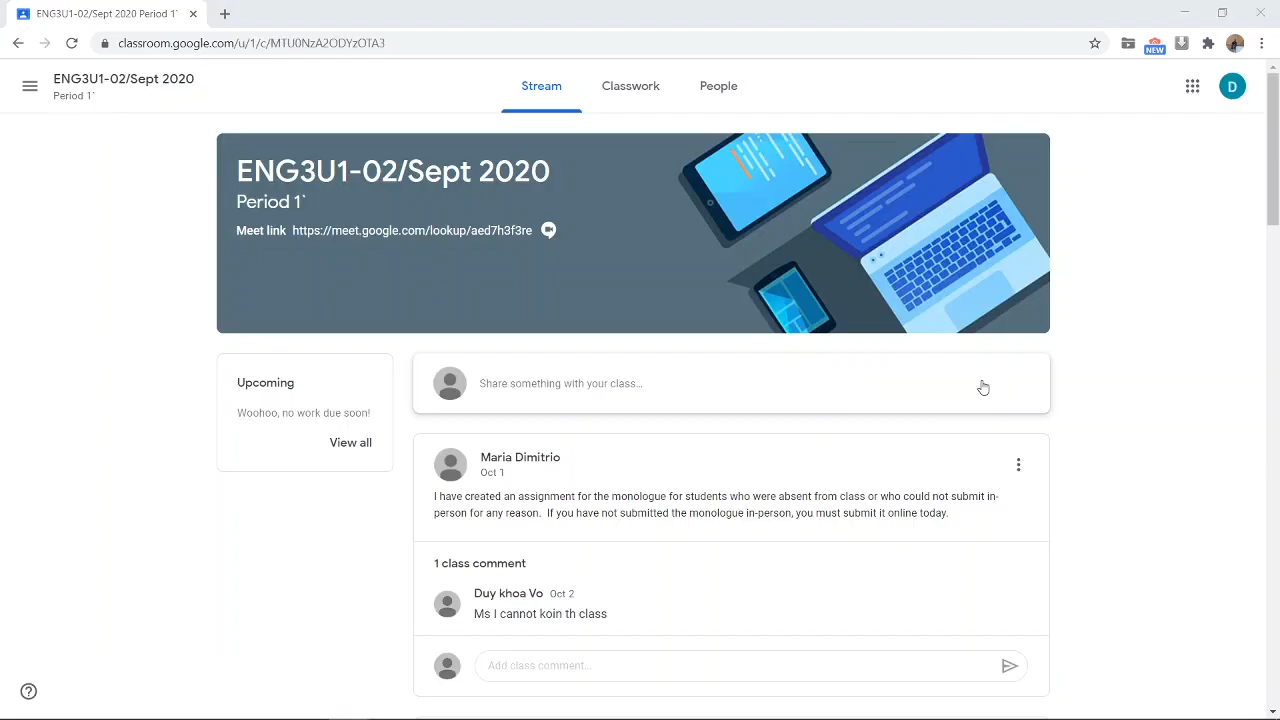 ENG3U1-02/Sept 2020 Period 1`
classroom.google.com/u/1/c/MTU0NzA2ODYzOTA3
NEW
ENG3U1-02/Sept 2020
Period 1`
Stream
Classwork
People
D
ENG3U1-02/Sept 2020
Period 1`
Meet link https://meet.google.com/lookup/aed7h3f3re
Upcoming
Woohoo, no work due soon!
View all
Share something with your class...
Maria Dimitrio
Oct 1
I have created an assignment for the monologue for students who were absent from class or who could not submit in-
person for any reason. If you have not submitted the monologue in-person, you must submit it online today.
1 class comment
Duy khoa Vo Oct 2
Ms I cannot koin th class
Add class comment...